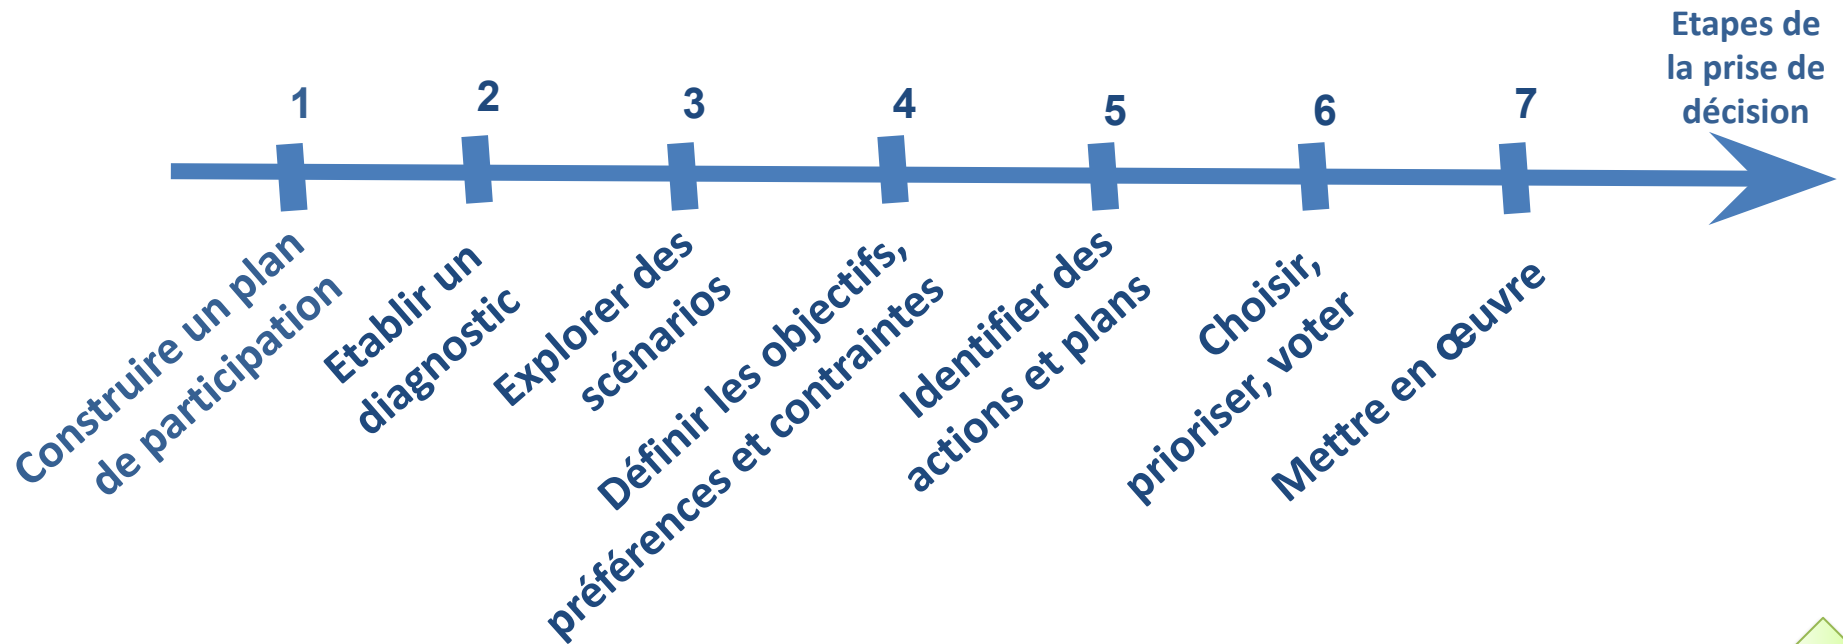 Etapes de
la prise de
décision
1
2
3
4
5
6
7
Construire un plan
de participation
Etablir un
diagnostic
Explorer des
scénarios
Définir les objectifs,
préférences et contraintes
Identifier des
actions et plans
Choisir,
prioriser, voter
Mettre en œuvre